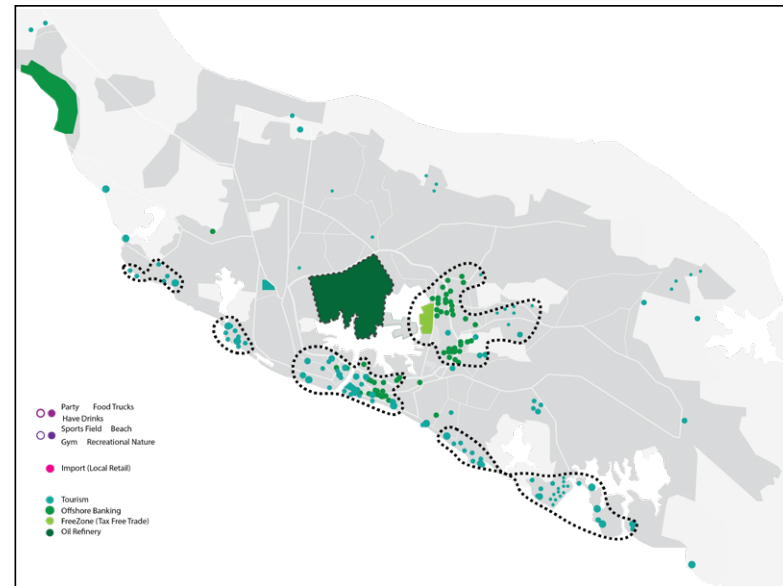 Party Food Trucks
Have Drinks
Sports Field Beach
Gym Recreational Nature
Import (Local Retail)
Tourism
Offshore Banking
FreeZone (Tax Free Trade)
Oil Refinery